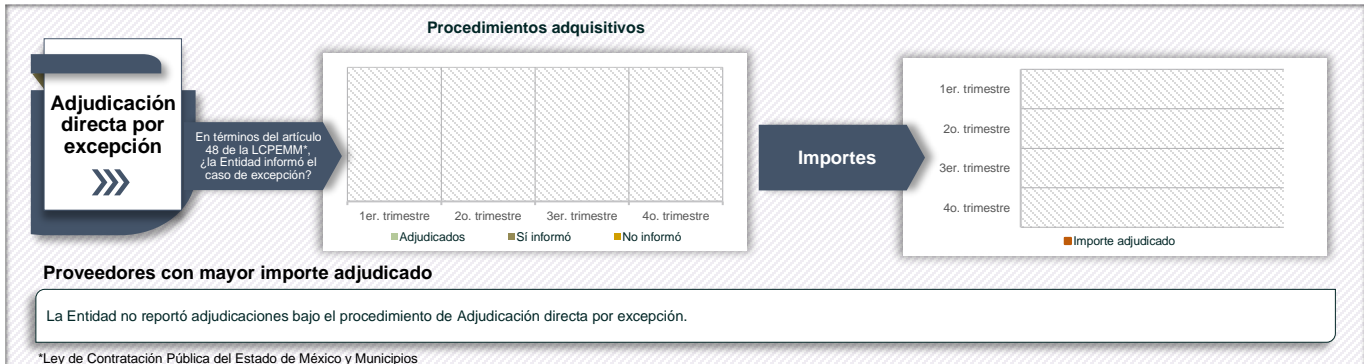 Procedimientos adquisitivos
Adjudicación
directa por
excepción
En términos del artículo
48 de la LCPEMM*,
¿la Entidad informó el
caso de excepción?
1er. trimestre
2o. trimestre
3er. trimestre
4o. trimestre
Adjudicados
Sí informó
No informó
Importes
1er. trimestre
2o. trimestre
3er. trimestre
4o. trimestre
Importe adjudicado
Proveedores con mayor importe adjudicado
La Entidad no reportó adjudicaciones bajo el procedimiento de Adjudicación directa por excepción.
*Ley de Contratación Pública del Estado de México y Municipios